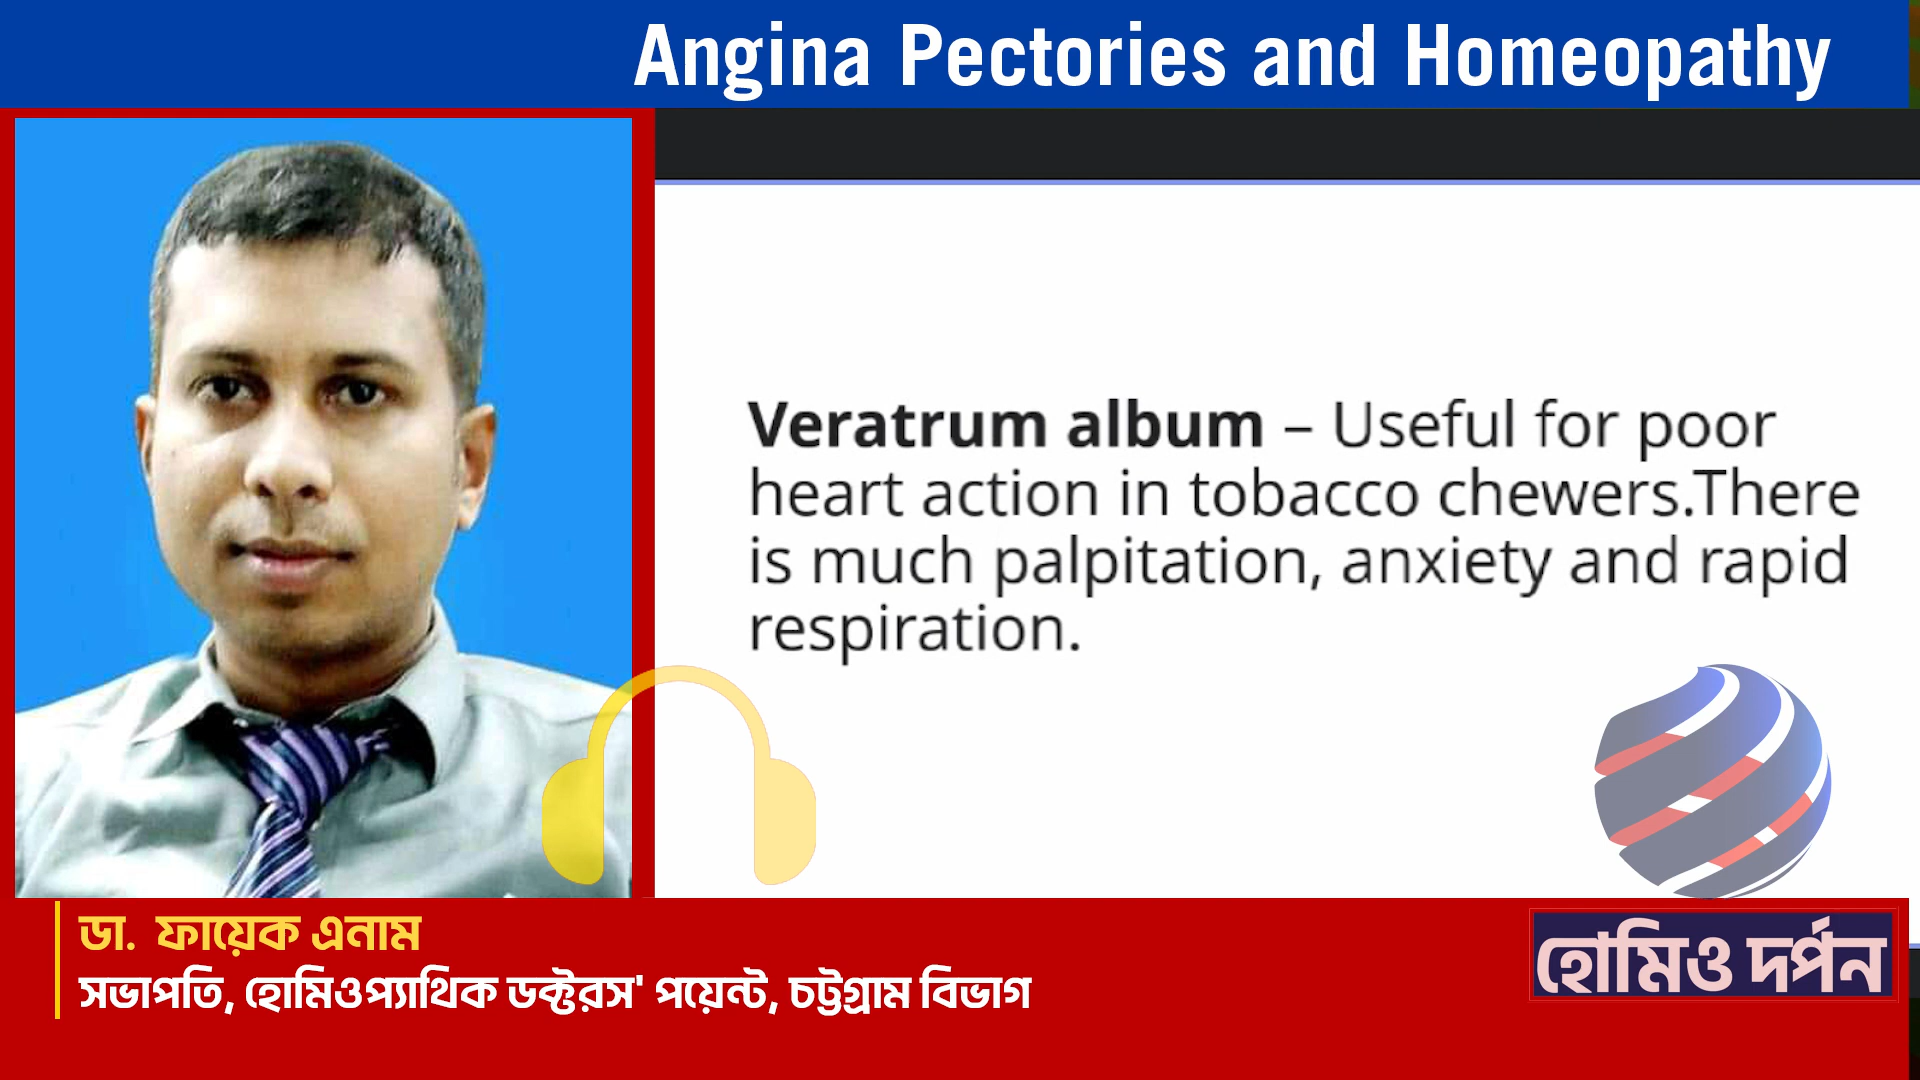 Angina Pectories and Homeopathy
Veratrum album – Useful for poor
heart action in tobacco chewers.There
is much palpitation, anxiety and rapid
respiration.
ডা. ফায়েক এনাম
সভাপতি, হোমিওপ্যাথিক ডক্টরস' পয়েন্ট, চট্টগ্রাম বিভাগ
হোমিও দর্পন